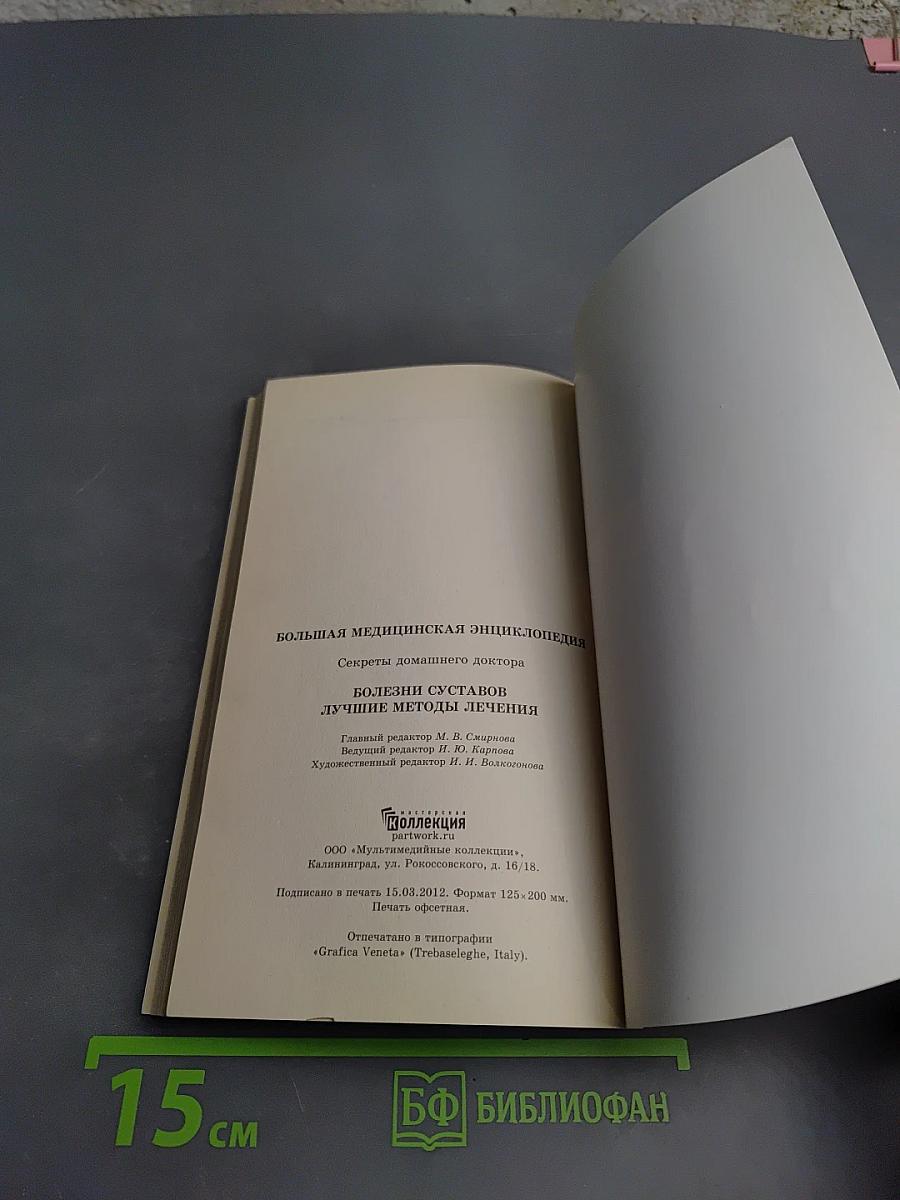 БОЛЬШАЯ МЕДИЦИНСКАЯ ЭНЦИКЛОПЕДИЯ
Секреты домашнего доктора
БОЛЕЗНИ СУСТАВОВ
ЛУЧШИЕ МЕТОДЫ ЛЕЧЕНИЯ
Главный редактор М. В. Смирнова
Ведущий редактор И. Ю. Карпова
Художественный редактор И. И. Волкогонова
мастерская
Коллекция
partwork.ru
ООО «Мультимедийные коллекции»,
Калининград, ул. Рокоссовского, д. 16/18.
Подписано в печать 15.03.2012. Формат 125×200 мм.
Печать офсетная.
Отпечатано в типографии
«Grafica Veneta» (Trebaseleghe, Italy).
15 см
БФ БИБЛИОФАН